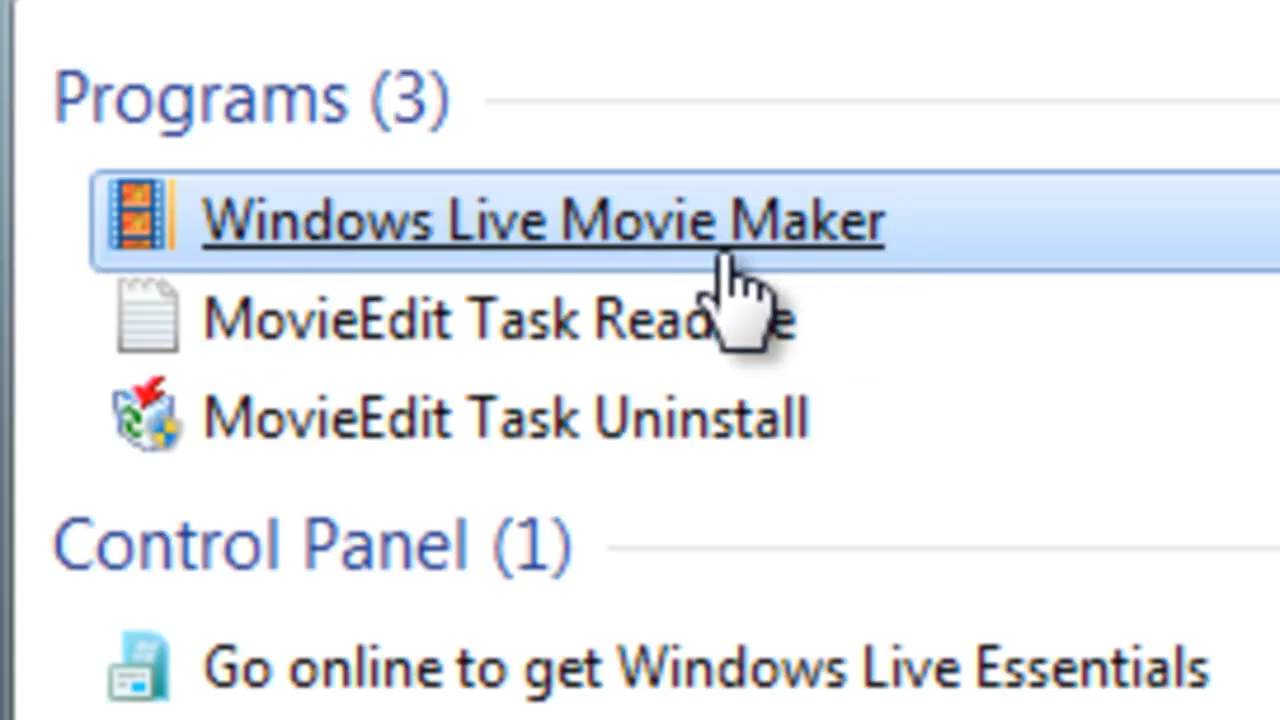 Programs (3)
Windows Live Movie Maker
MovieEdit Task
MovieEdit Task Uninstall
Control Panel (1)
Go online to get Windows Live Essentials